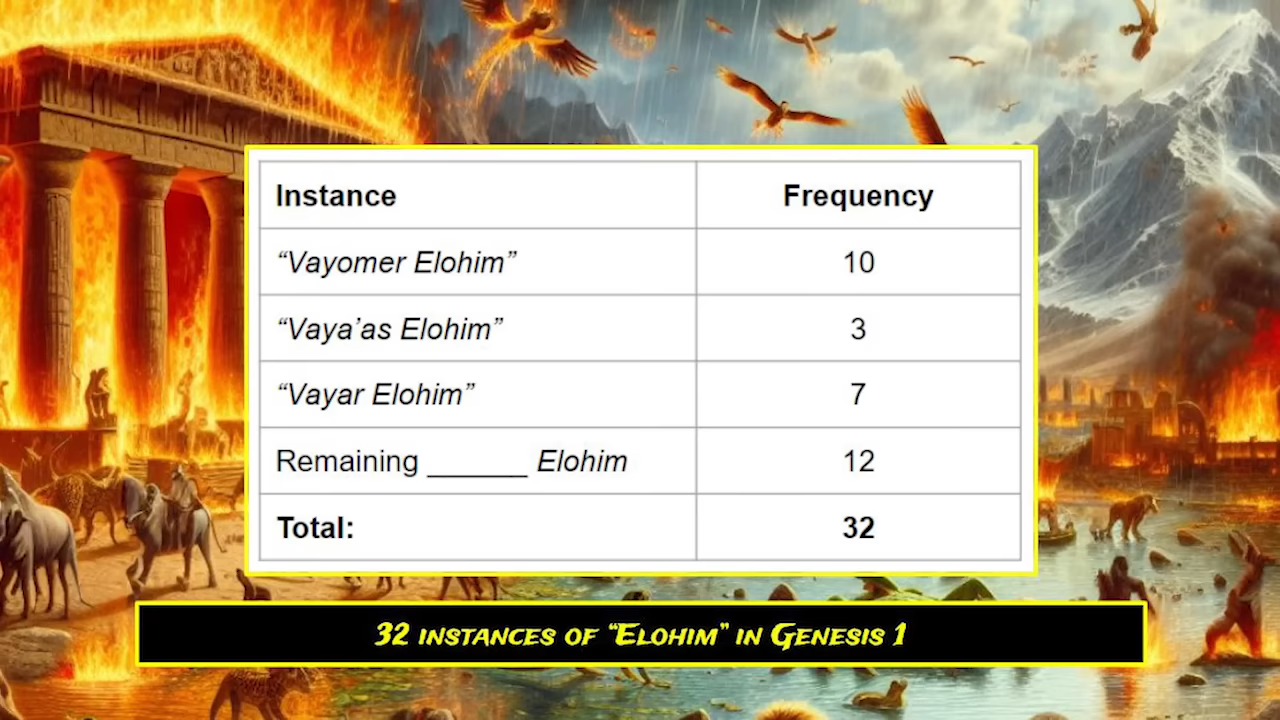 Instance Frequency
“Vayomer Elohim” 10
“Vaya’as Elohim” 3
“Vayar Elohim” 7
Remaining ______ Elohim 12
Total: 32
32 instances of “Elohim” in Genesis 1